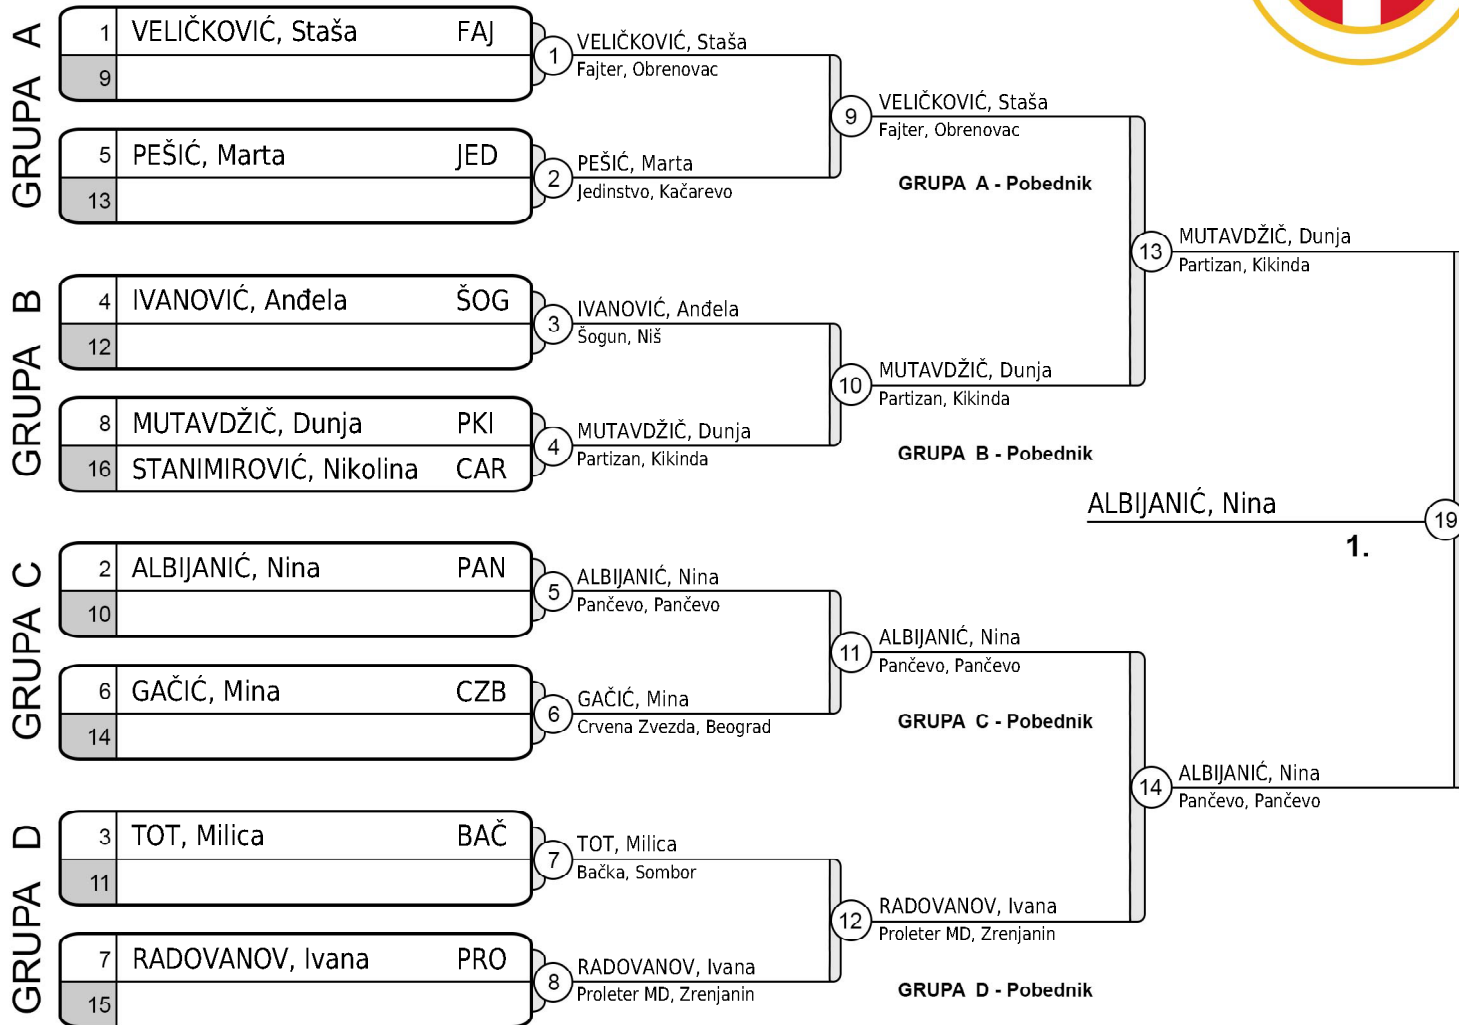 GRUPA A
1 VELIČKOVIĆ, Staša FAJ
9
1
VELIČKOVIĆ, Staša
Fajter, Obrenovac
5 PEŠIĆ, Marta JED
13
2
PEŠIĆ, Marta
Jedinstvo, Kačarevo
9
VELIČKOVIĆ, Staša
Fajter, Obrenovac
GRUPA A - Pobednik
GRUPA B
4 IVANOVIĆ, Anđela ŠOG
12
3
IVANOVIĆ, Anđela
Šogun, Niš
8 MUTAVDŽIČ, Dunja PKI
16 STANIMIROVIĆ, Nikolina CAR
4
MUTAVDŽIČ, Dunja
Partizan, Kikinda
10
MUTAVDŽIČ, Dunja
Partizan, Kikinda
GRUPA B - Pobednik
13
MUTAVDŽIČ, Dunja
Partizan, Kikinda
GRUPA C
2 ALBIJANIĆ, Nina PAN
10
5
ALBIJANIĆ, Nina
Pančevo, Pančevo
6 GAČIĆ, Mina CZB
14
6
GAČIĆ, Mina
Crvena Zvezda, Beograd
11
ALBIJANIĆ, Nina
Pančevo, Pančevo
GRUPA C - Pobednik
GRUPA D
3 TOT, Milica BAČ
11
7
TOT, Milica
Bačka, Sombor
7 RADOVANOV, Ivana PRO
15
8
RADOVANOV, Ivana
Proleter MD, Zrenjanin
12
RADOVANOV, Ivana
Proleter MD, Zrenjanin
GRUPA D - Pobednik
14
ALBIJANIĆ, Nina
Pančevo, Pančevo
ALBIJANIĆ, Nina
19
1.